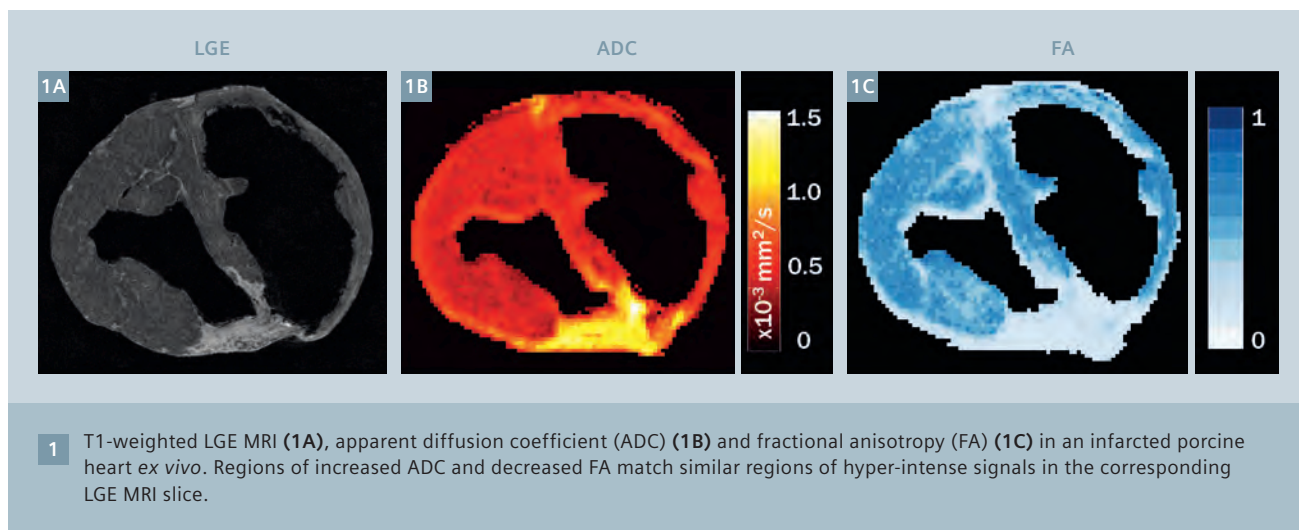 LGE
ADC
FA
1A
1B
1C
1.5
1.0
0.5
0
x10⁻³ mm²/s
1
0
1 T1-weighted LGE MRI (1A), apparent diffusion coefficient (ADC) (1B) and fractional anisotropy (FA) (1C) in an infarcted porcine
heart ex vivo. Regions of increased ADC and decreased FA match similar regions of hyper-intense signals in the corresponding
LGE MRI slice.